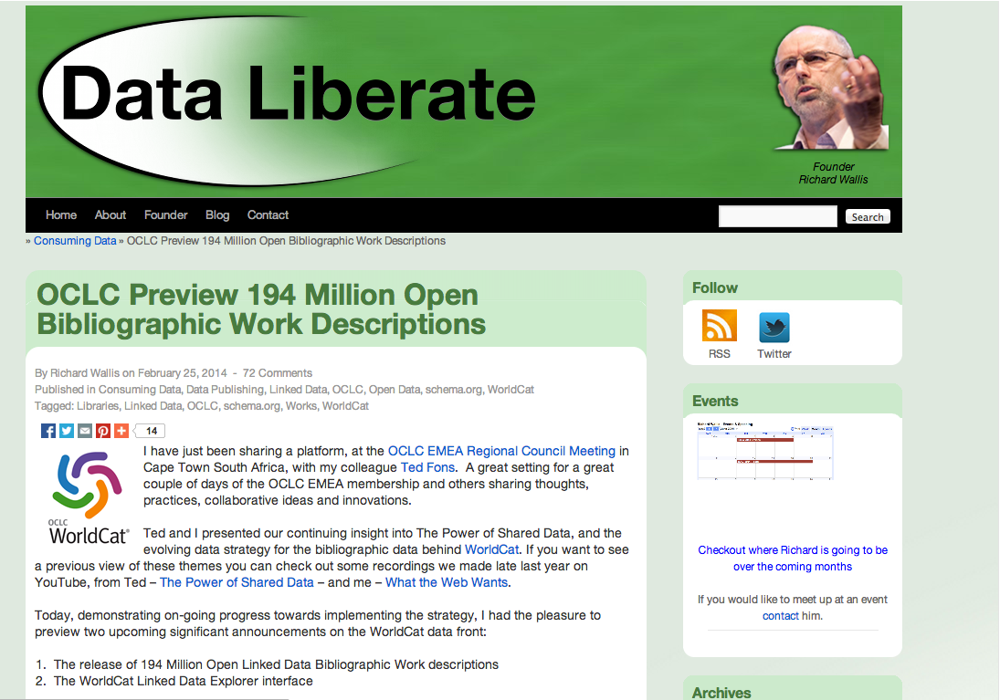 Data Liberate
Founder
Richard Wallis
Home About Founder Blog Contact
Search
» Consuming Data » OCLC Preview 194 Million Open Bibliographic Work Descriptions
OCLC Preview 194 Million Open
Bibliographic Work Descriptions
By Richard Wallis on February 25, 2014 - 72 Comments
Published in Consuming Data, Data Publishing, Linked Data, OCLC, Open Data, schema.org, WorldCat
Tagged: Libraries, Linked Data, OCLC, schema.org, Works, WorldCat
14
OCLC
WorldCat®
I have just been sharing a platform, at the OCLC EMEA Regional Council Meeting in
Cape Town South Africa, with my colleague Ted Fons. A great setting for a great
couple of days of the OCLC EMEA membership and others sharing thoughts,
practices, collaborative ideas and innovations.
Ted and I presented our continuing insight into The Power of Shared Data, and the
evolving data strategy for the bibliographic data behind WorldCat. If you want to see
a previous view of these themes you can check out some recordings we made late last year on
YouTube, from Ted – The Power of Shared Data – and me – What the Web Wants.
Today, demonstrating on-going progress towards implementing the strategy, I had the pleasure to
preview two upcoming significant announcements on the WorldCat data front:
1. The release of 194 Million Open Linked Data Bibliographic Work descriptions
2. The WorldCat Linked Data Explorer interface
Follow
RSS Twitter
Events
Checkout where Richard is going to be
over the coming months
If you would like to meet up at an event
contact him.
Archives